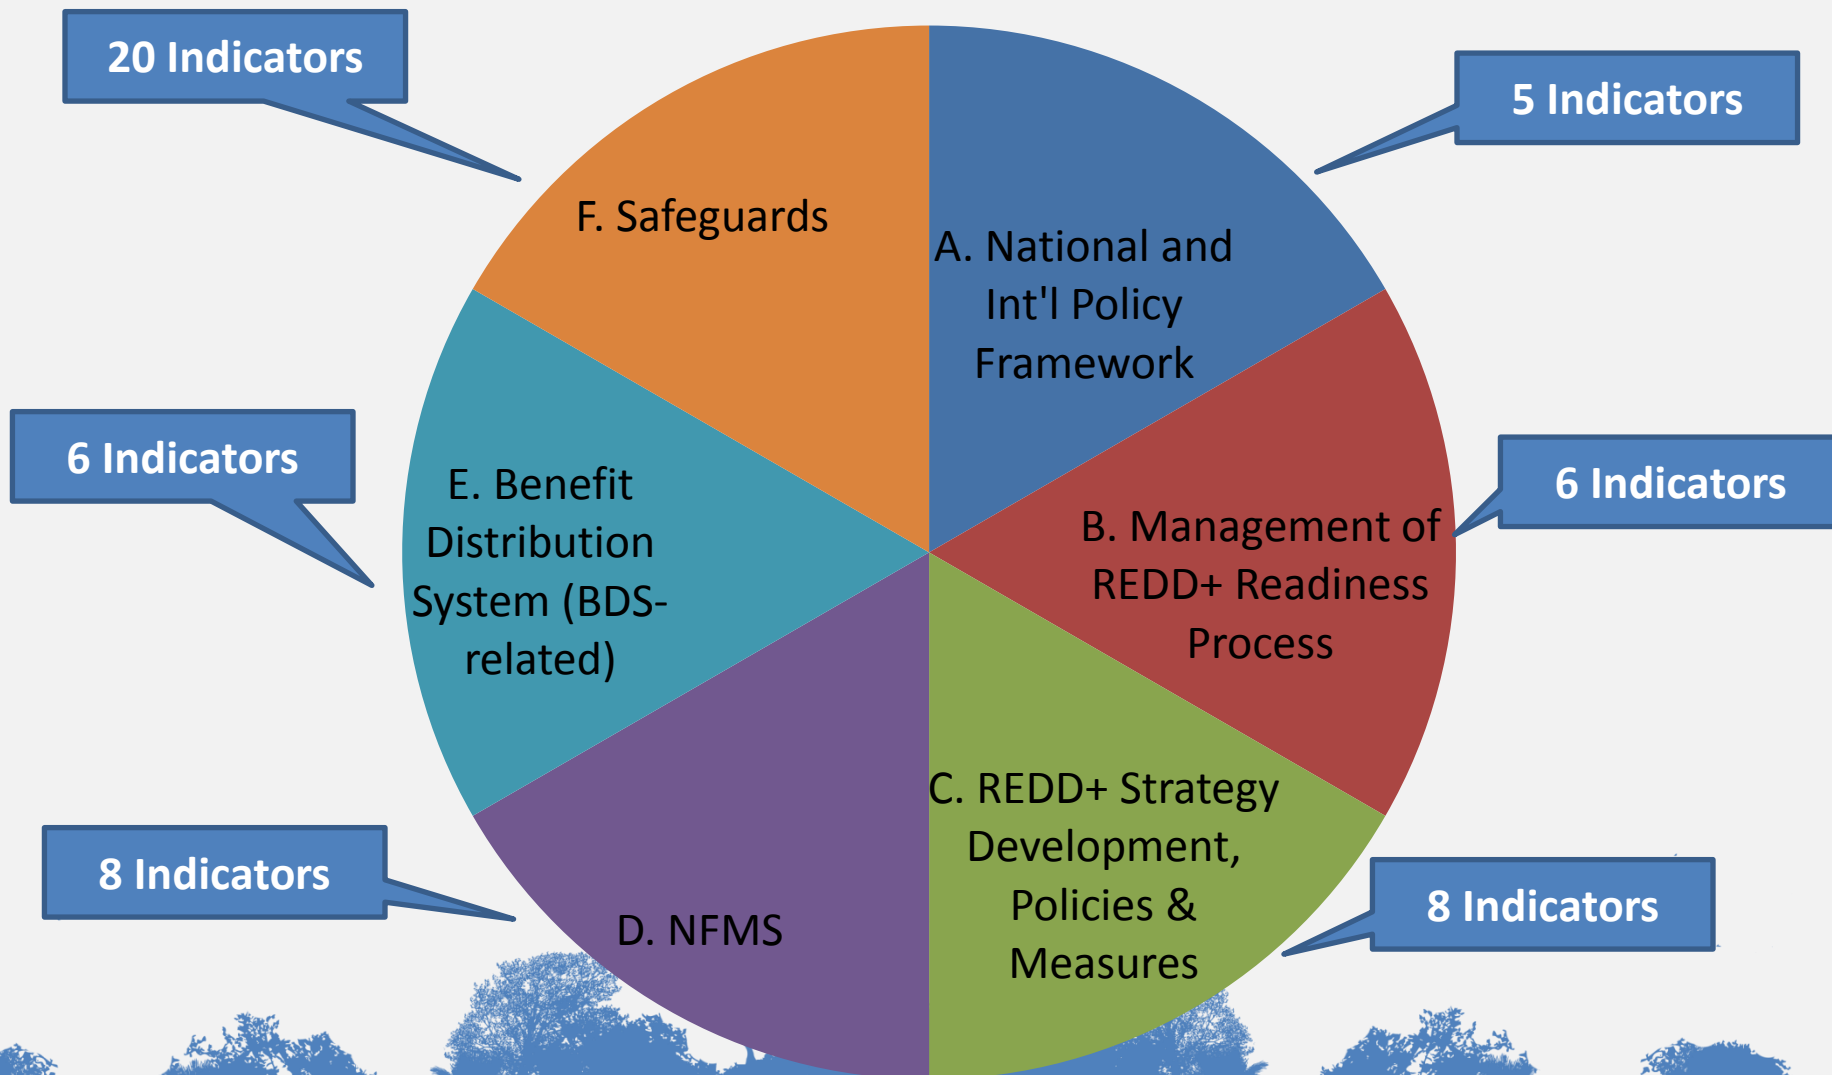 20 Indicators
5 Indicators
F. Safeguards
A. National and
Int'l Policy
Framework
6 Indicators
6 Indicators
E. Benefit
Distribution
System (BDS-
related)
B. Management of
REDD+ Readiness
Process
C. REDD+ Strategy
Development,
Policies &
Measures
8 Indicators
8 Indicators
D. NFMS